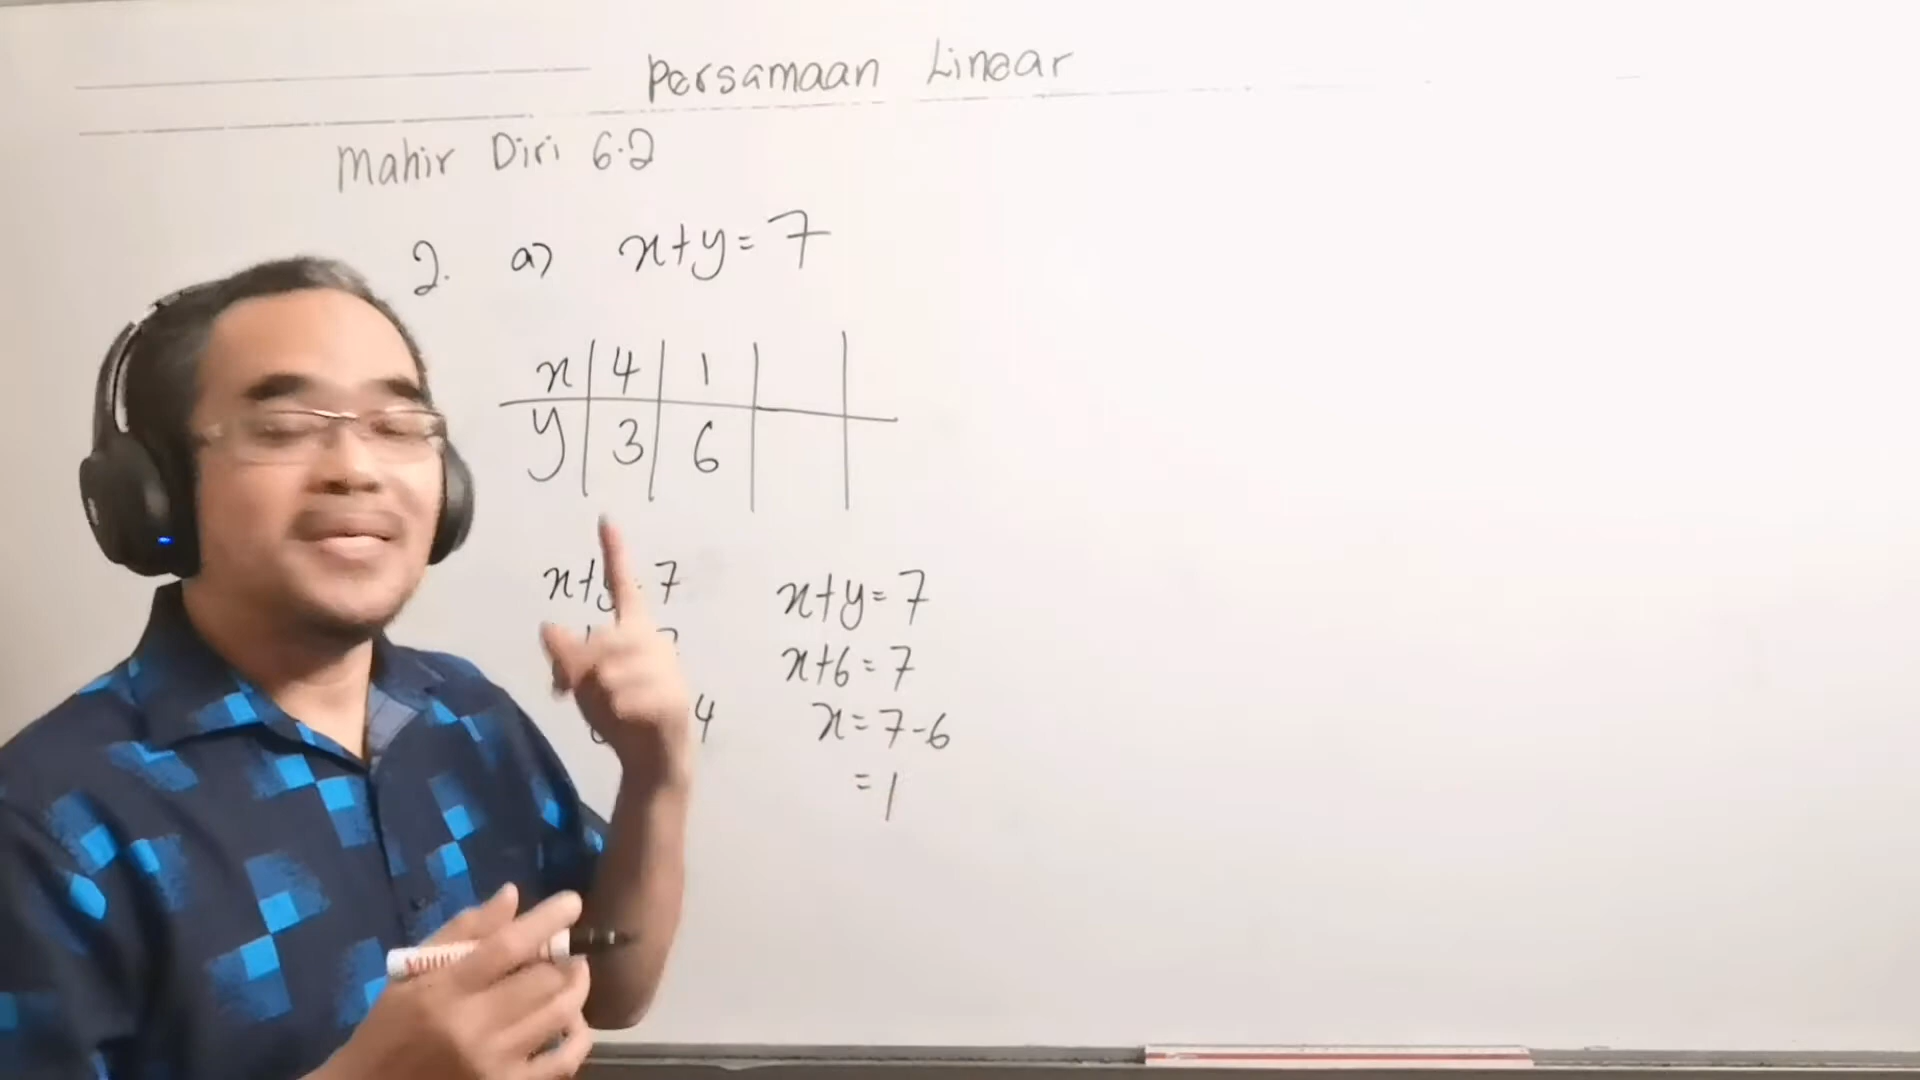 Persamaan Linear
Mahir Diri 6.2
2. a) x+y=7
x 4 1
y 3 6
x+y 7
4
x+y=7
x+6=7
x=7-6
=1